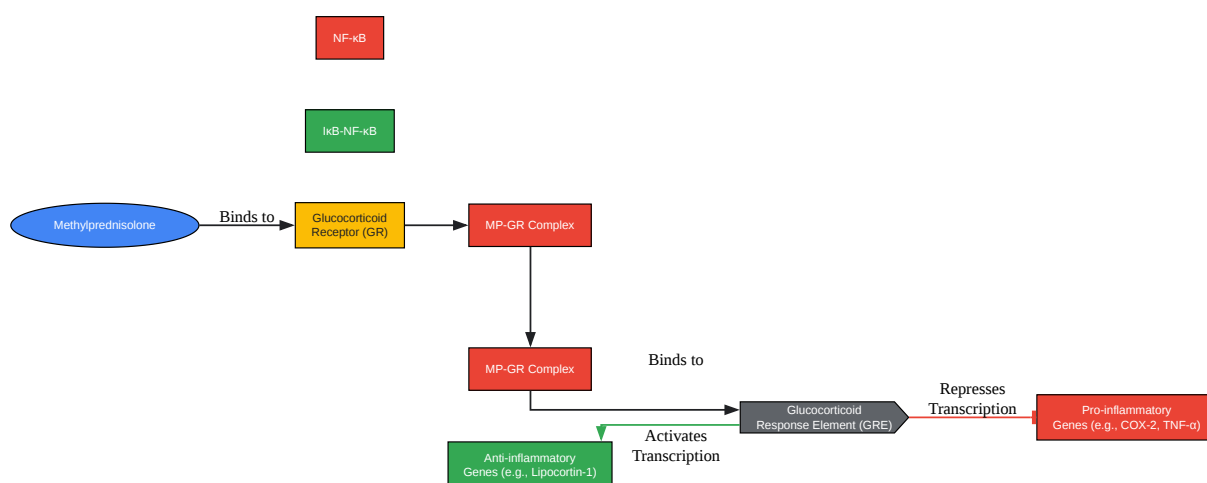 NF-κB
IκB-NF-κB
Methylprednisolone
Binds to
Glucocorticoid
Receptor (GR)
MP-GR Complex
MP-GR Complex
Binds to
Glucocorticoid
Response Element (GRE)
Represses
Transcription
Pro-inflammatory
Genes (e.g., COX-2, TNF-α)
Activates
Transcription
Anti-inflammatory
Genes (e.g., Lipocortin-1)